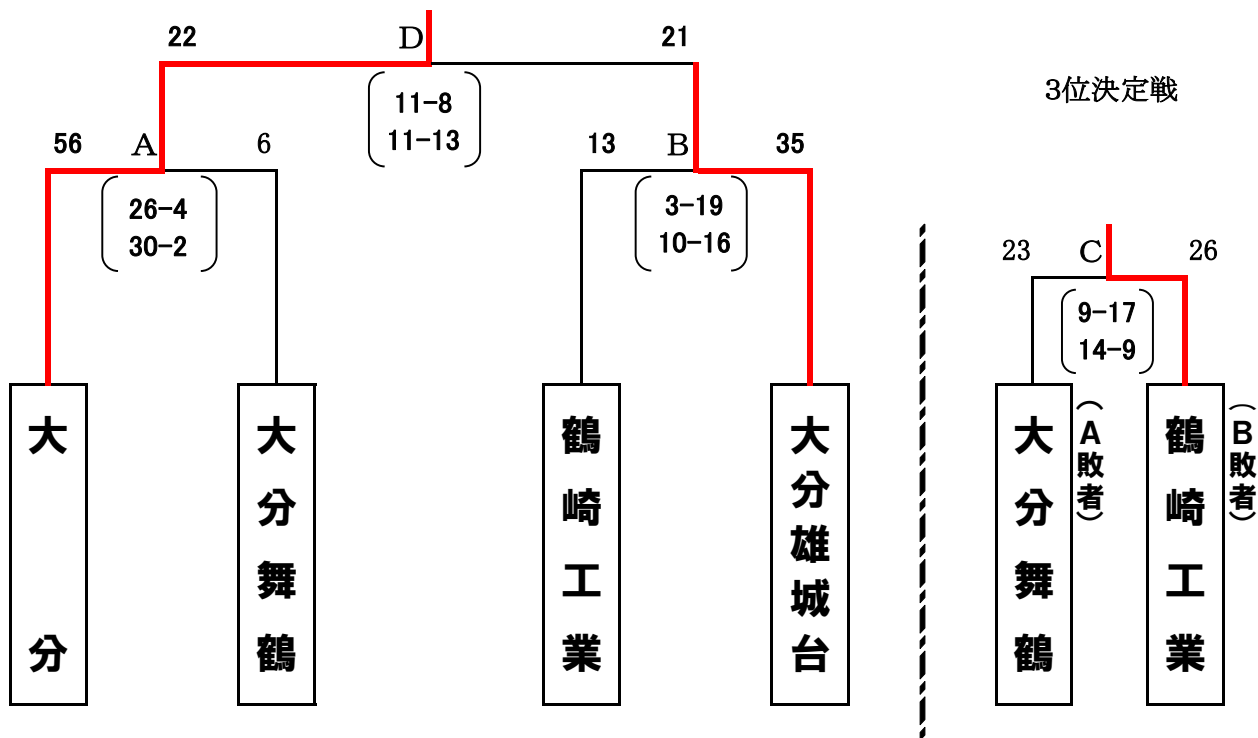 22 D 21
11-8
11-13
56 A 6
26-4
30-2
13 B 35
3-19
10-16
大分
大分舞鶴
鶴崎工業
大分雄城台
3位決定戦
23 C 26
9-17
14-9
大分舞鶴
(A敗者)
鶴崎工業
(B敗者)